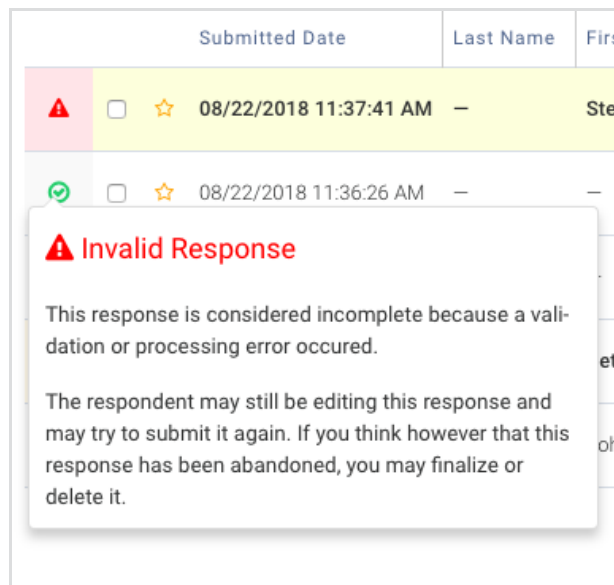 Submitted Date Last Name Firs
08/22/2018 11:37:41 AM — Ste
08/22/2018 11:36:26 AM — —
Invalid Response
This response is considered incomplete because a vali-
dation or processing error occured.
The respondent may still be editing this response and
may try to submit it again. If you think however that this
response has been abandoned, you may finalize or
delete it.